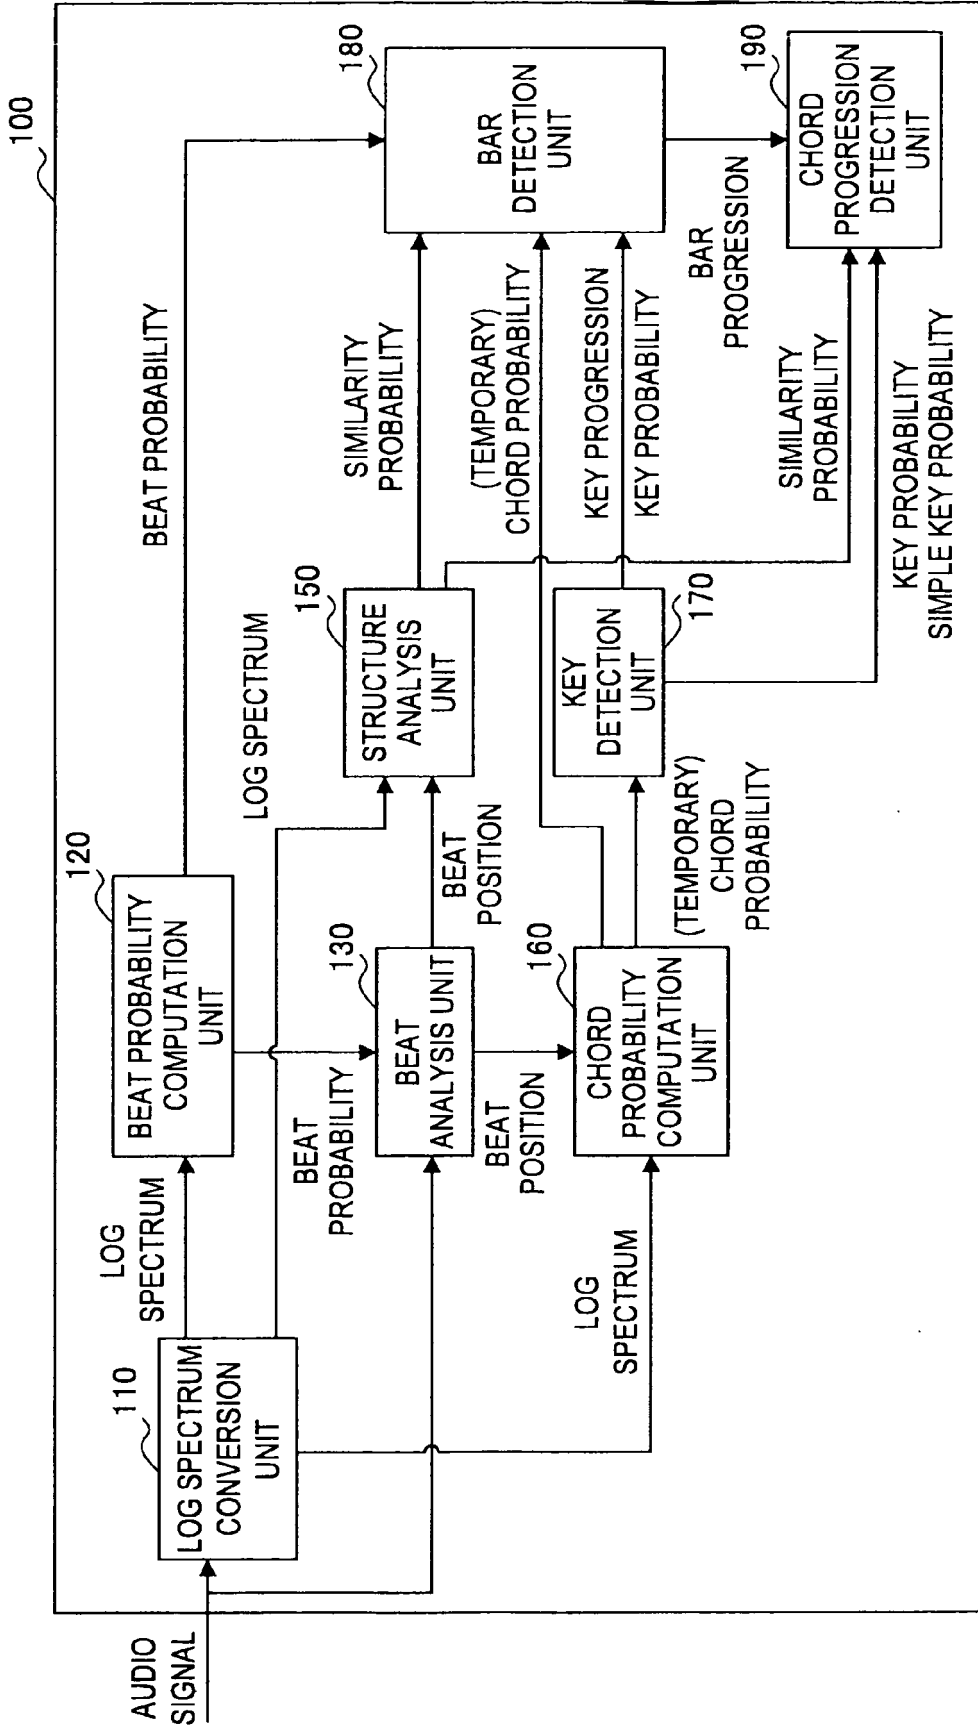 100
AUDIO
SIGNAL
110
LOG SPECTRUM
CONVERSION
UNIT
LOG
SPECTRUM
120
BEAT PROBABILITY
COMPUTATION
UNIT
BEAT PROBABILITY
LOG SPECTRUM
BEAT
PROBABILITY
130
BEAT
ANALYSIS UNIT
BEAT
POSITION
BEAT
POSITION
150
STRUCTURE
ANALYSIS
UNIT
SIMILARITY
PROBABILITY
LOG
SPECTRUM
160
CHORD
PROBABILITY
COMPUTATION
UNIT
(TEMPORARY)
CHORD
PROBABILITY
(TEMPORARY)
CHORD PROBABILITY
170
KEY
DETECTION
UNIT
KEY PROGRESSION
KEY PROBABILITY
180
BAR
DETECTION
UNIT
BAR
PROGRESSION
SIMILARITY
PROBABILITY
KEY PROBABILITY
SIMPLE KEY PROBABILITY
190
CHORD
PROGRESSION
DETECTION
UNIT